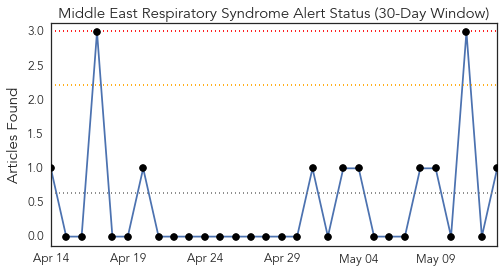 Middle East Respiratory Syndrome Alert Status (30-Day Window)
Articles Found
3.0
2.5
2.0
1.5
1.0
0.5
0.0
Apr 14
Apr 19
Apr 24
Apr 29
May 04
May 09